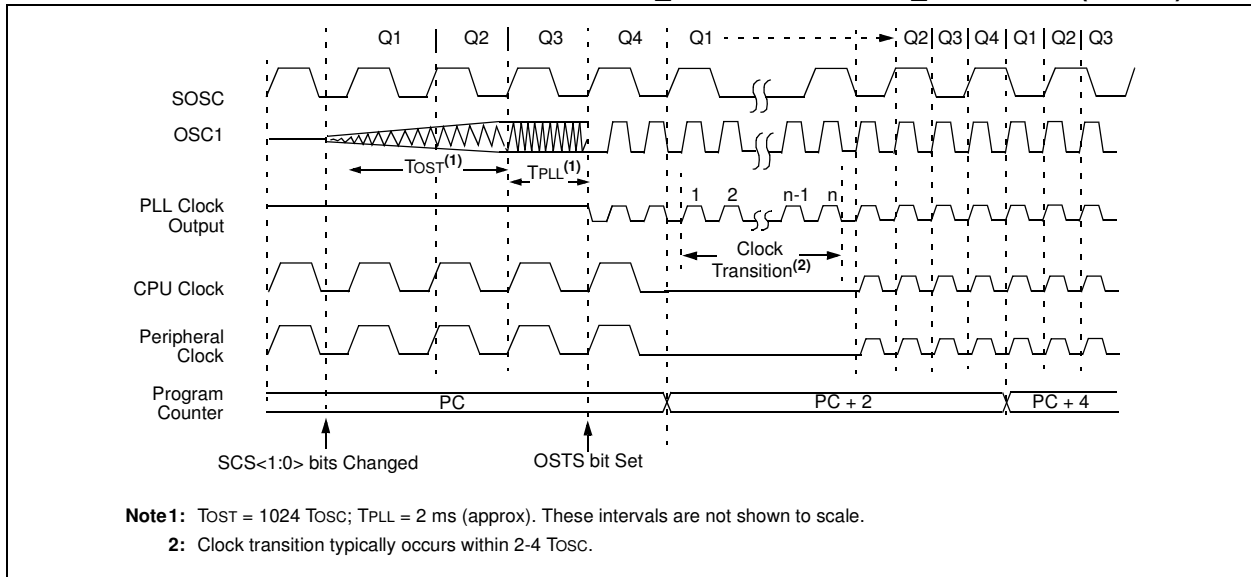 Q1 Q2 Q3 Q4 Q1 Q2 Q3 Q4 Q1 Q2 Q3
SOSC
OSC1
TOST(1) TPLL(1)
PLL Clock
Output
1 2 n-1 n
Clock
Transition(2)
CPU Clock
Peripheral
Clock
Program
Counter
PC PC + 2 PC + 4
SCS<1:0> bits Changed OSTS bit Set
Note1: TOST = 1024 TOSC; TPLL = 2 ms (approx). These intervals are not shown to scale.
2: Clock transition typically occurs within 2-4 TOSC.